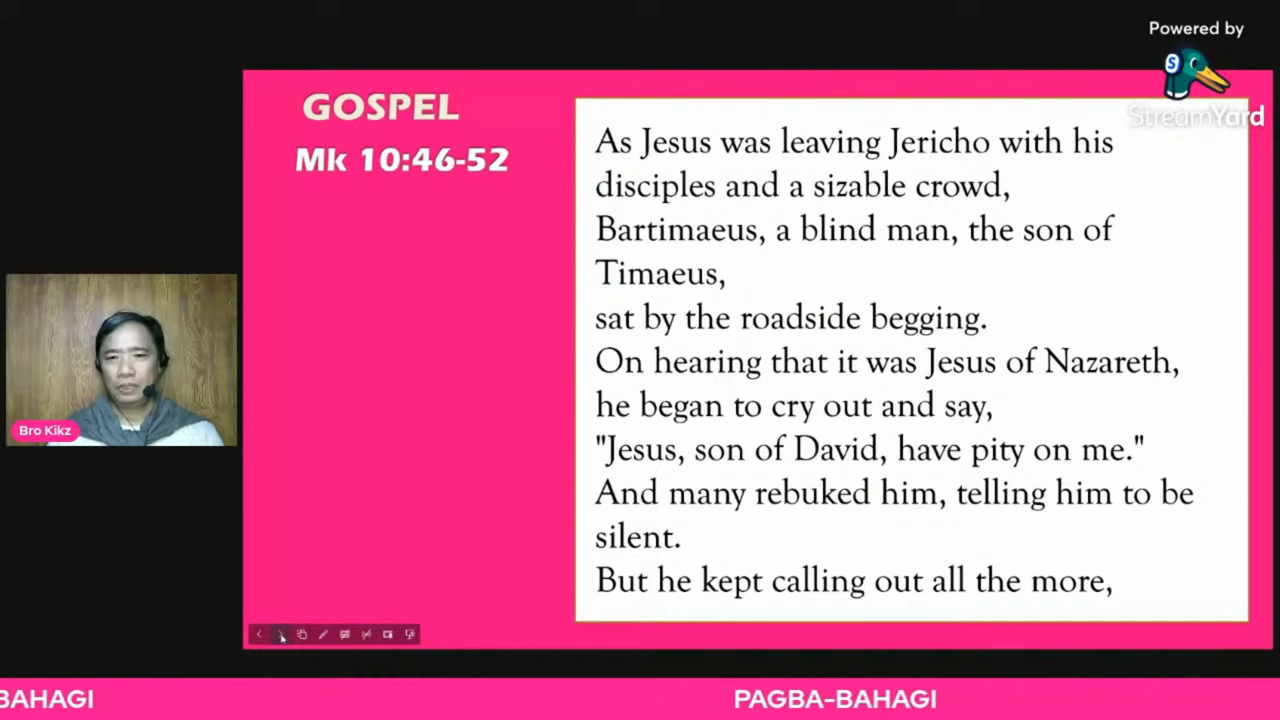 Powered by
StreamYard
GOSPEL
Mk 10:46-52
As Jesus was leaving Jericho with his
disciples and a sizable crowd,
Bartimaeus, a blind man, the son of
Timaeus,
sat by the roadside begging.
On hearing that it was Jesus of Nazareth,
he began to cry out and say,
"Jesus, son of David, have pity on me."
And many rebuked him, telling him to be
silent.
But he kept calling out all the more,
Bro Kikz
BAHAGI
PAGBA-BAHAGI